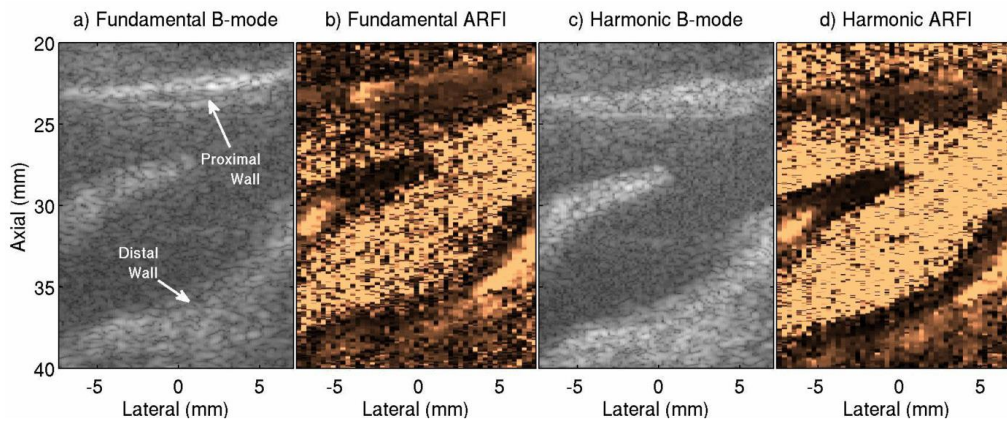 a) Fundamental B-mode
b) Fundamental ARFI
c) Harmonic B-mode
d) Harmonic ARFI
20
25
30
35
40
Axial (mm)
Proximal
Wall
Distal
Wall
-5 0 5
-5 0 5
-5 0 5
-5 0 5
Lateral (mm)
Lateral (mm)
Lateral (mm)
Lateral (mm)